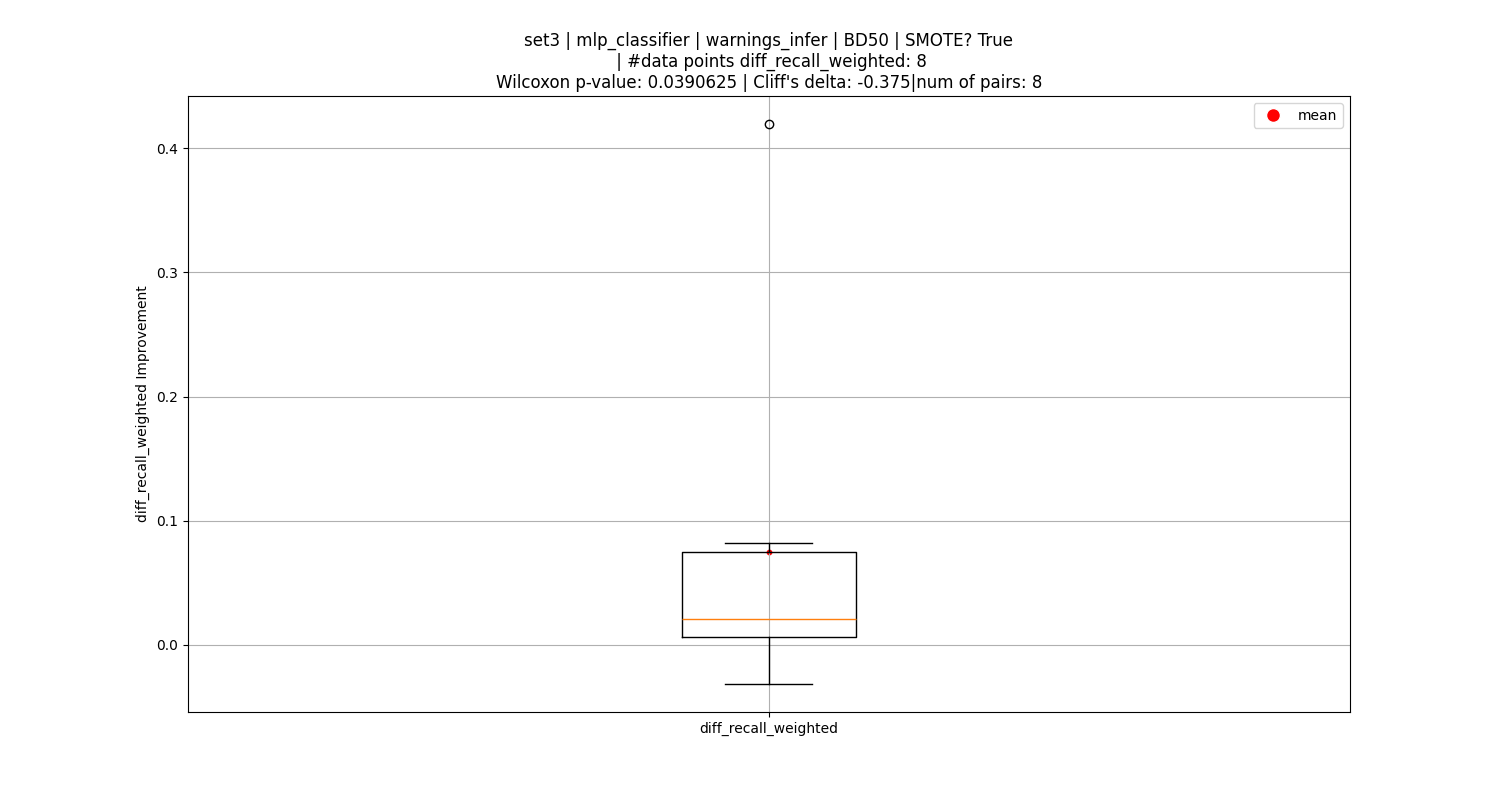 set3 | mlp_classifier | warnings_infer | BD50 | SMOTE? True
| #data points diff_recall_weighted: 8
Wilcoxon p-value: 0.0390625 | Cliff's delta: -0.375|num of pairs: 8
mean
0.4
0.3
0.2
0.1
0.0
diff_recall_weighted Improvement
diff_recall_weighted